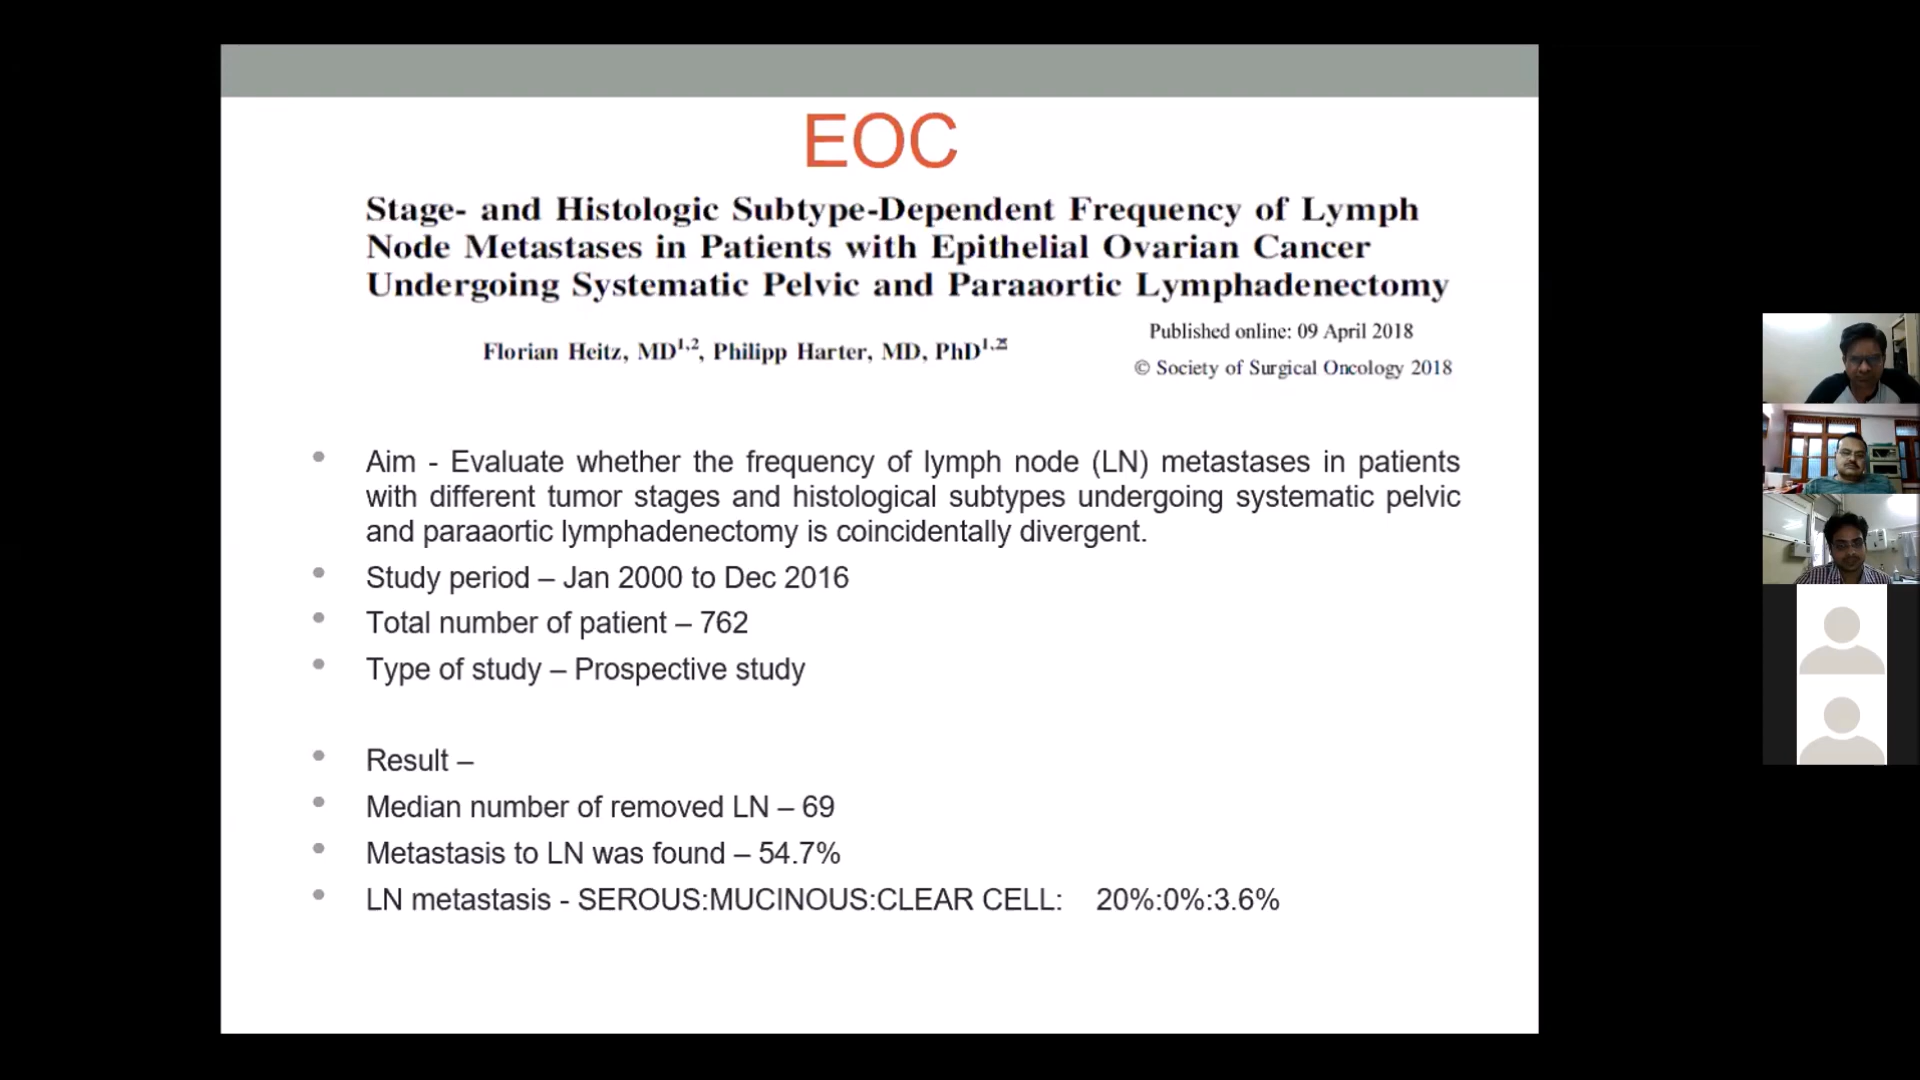 EOC
Stage- and Histologic Subtype-Dependent Frequency of Lymph
Node Metastases in Patients with Epithelial Ovarian Cancer
Undergoing Systematic Pelvic and Paraaortic Lymphadenectomy
Florian Heitz, MD1,2, Philipp Harter, MD, PhD1,2
Published online: 09 April 2018
© Society of Surgical Oncology 2018
• Aim - Evaluate whether the frequency of lymph node (LN) metastases in patients
with different tumor stages and histological subtypes undergoing systematic pelvic
and paraaortic lymphadenectomy is coincidentally divergent.
• Study period – Jan 2000 to Dec 2016
• Total number of patient – 762
• Type of study – Prospective study
• Result –
• Median number of removed LN – 69
• Metastasis to LN was found – 54.7%
• LN metastasis - SEROUS:MUCINOUS:CLEAR CELL: 20%:0%:3.6%